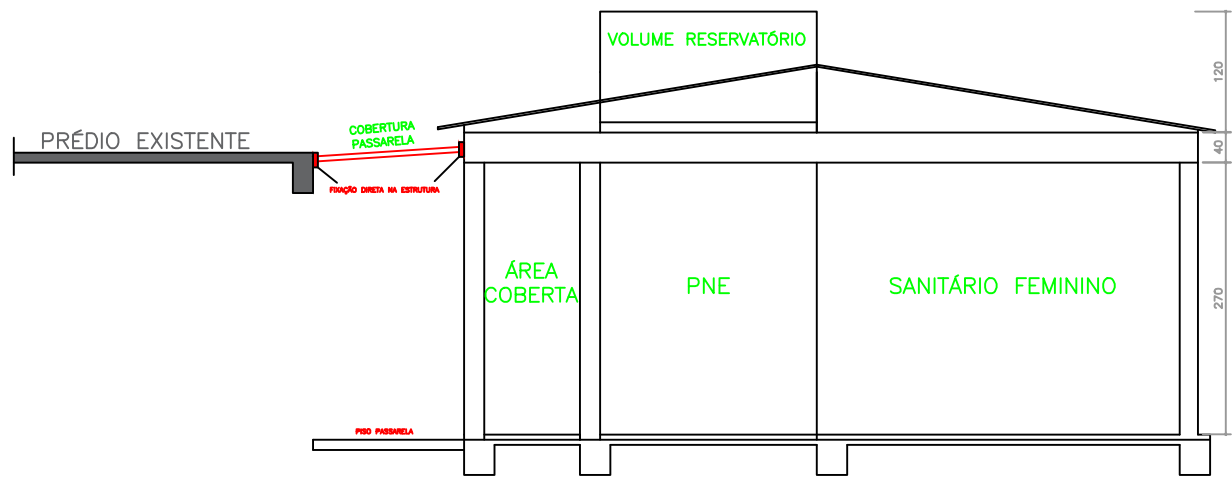 VOLUME RESERVATÓRIO
120
COBERTURA
PASSARELA
PRÉDIO EXISTENTE
40
FIXAÇÃO DIRETA NA ESTRUTURA
ÁREA
COBERTA
PNE
SANITÁRIO FEMININO
270
PISO PASSARELA